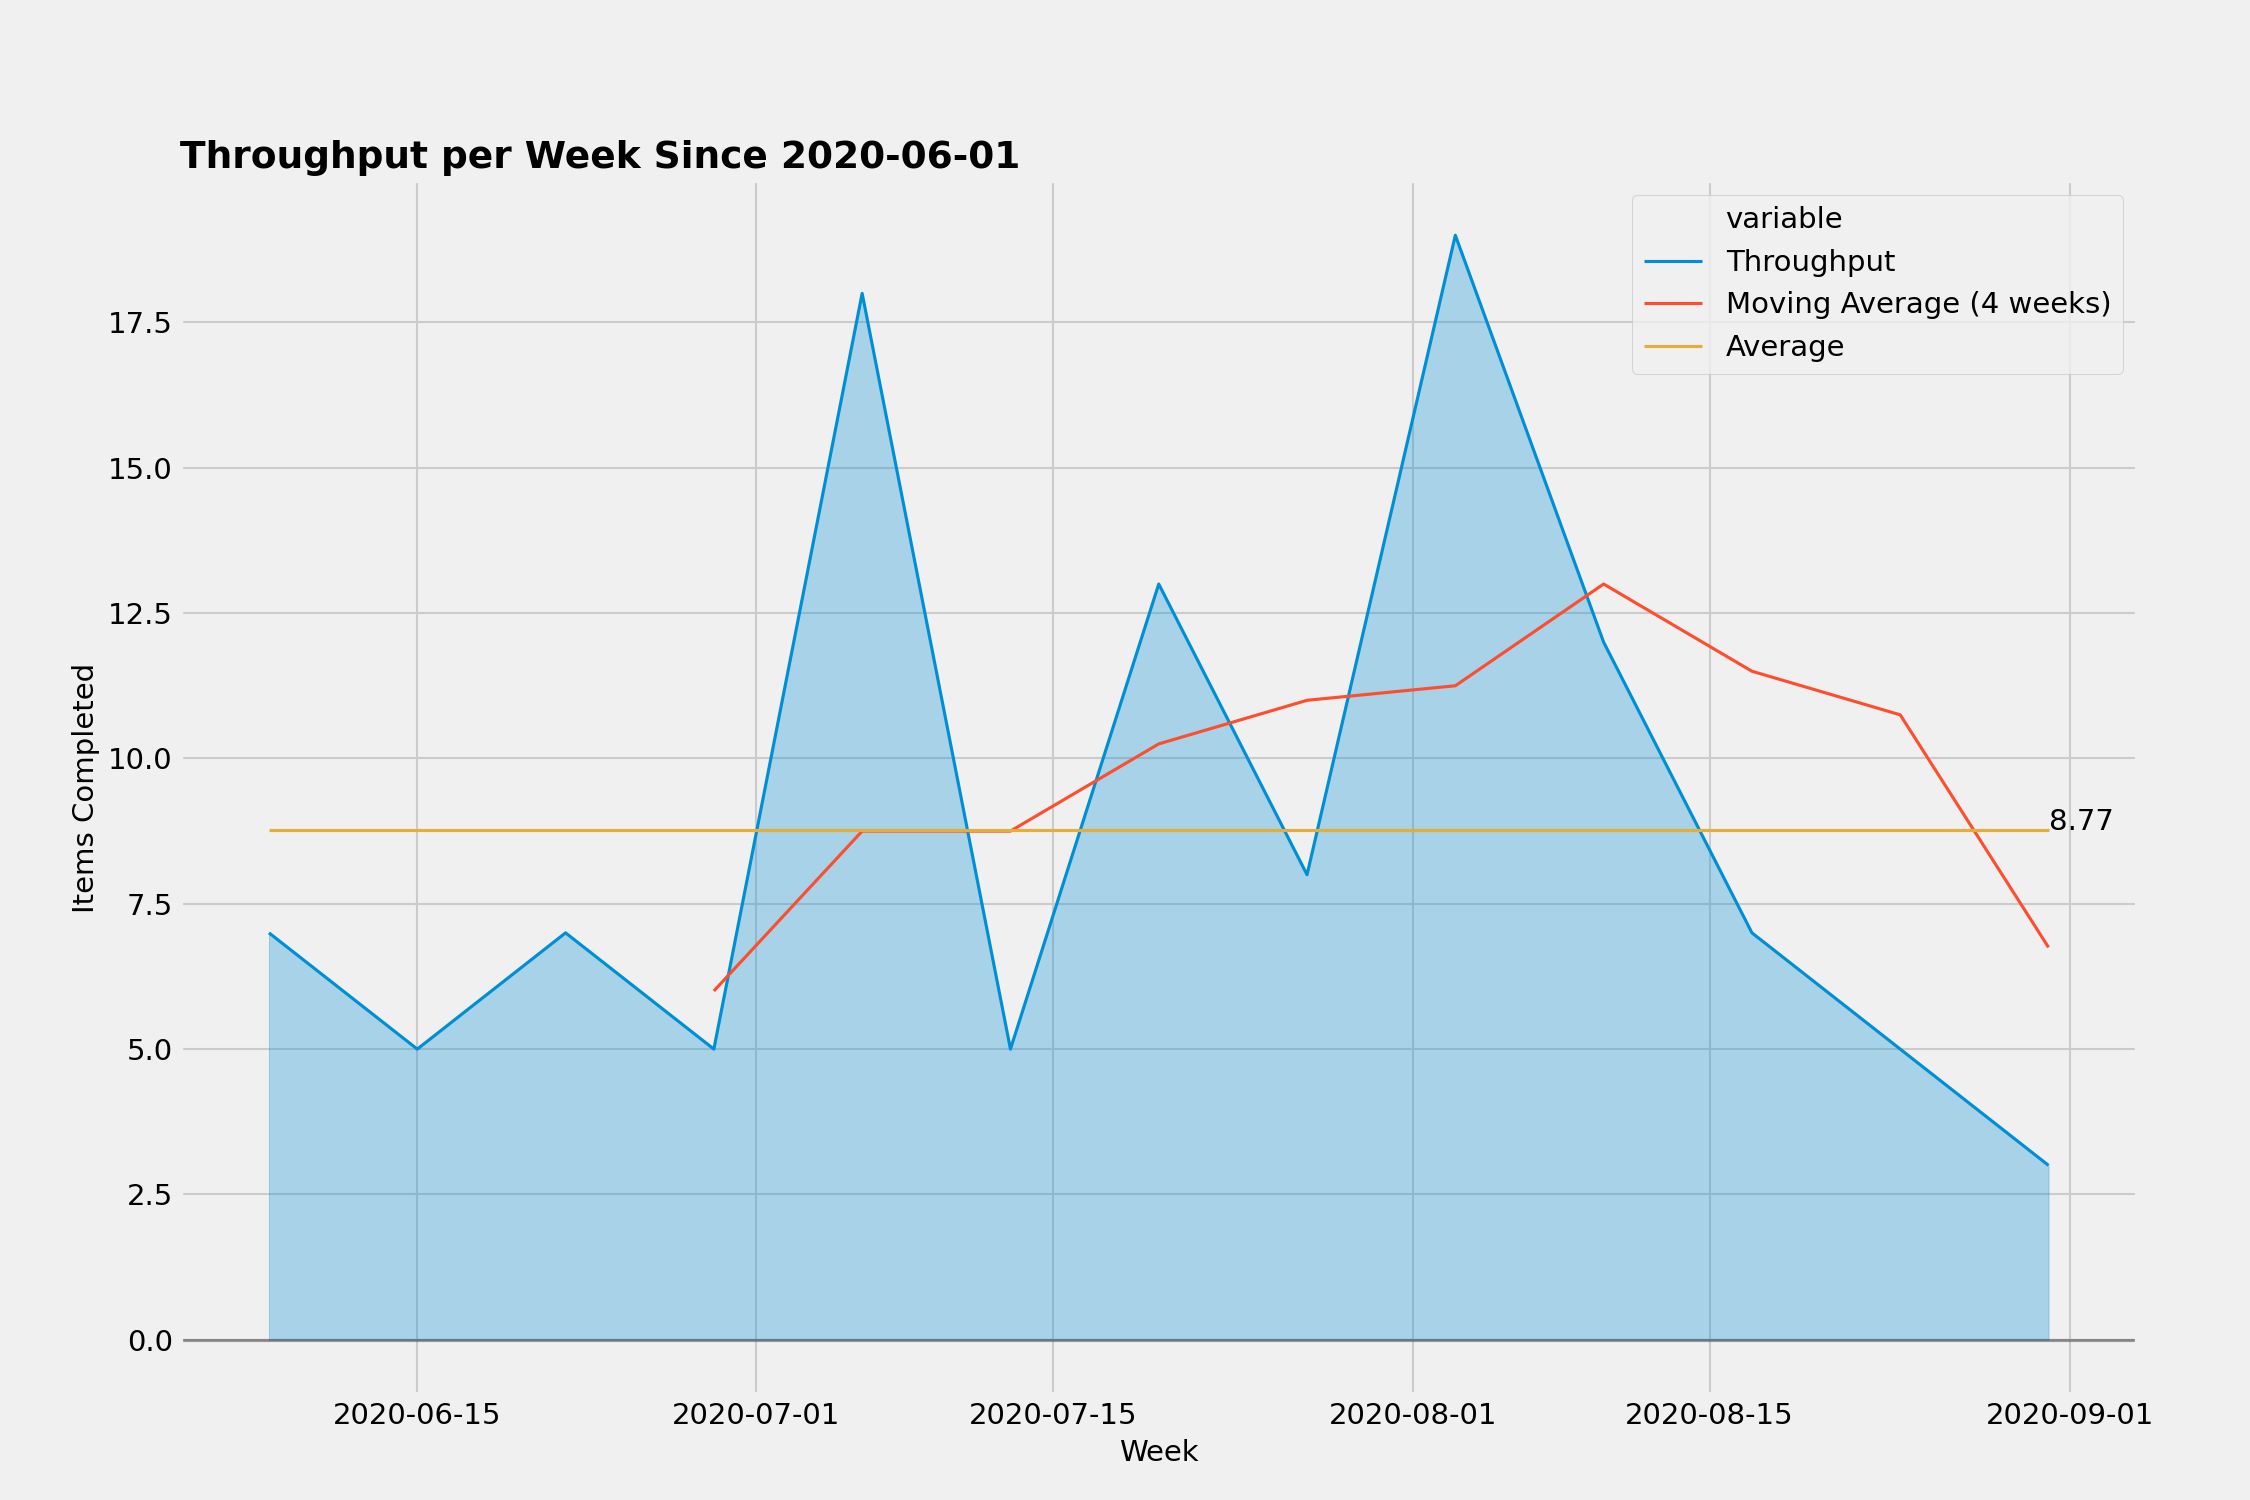 Throughput per Week Since 2020-06-01
variable
Throughput
Moving Average (4 weeks)
Average
17.5
15.0
12.5
10.0
7.5
5.0
2.5
0.0
Items Completed
8.77
2020-06-15
2020-07-01
2020-07-15
2020-08-01
2020-08-15
2020-09-01
Week